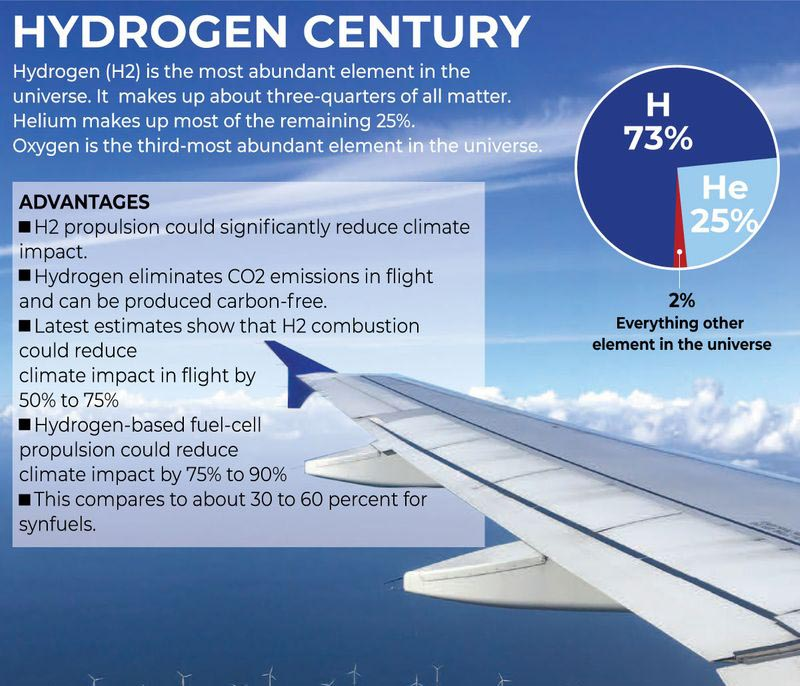 HYDROGEN CENTURY
Hydrogen (H2) is the most abundant element in the
universe. It makes up about three-quarters of all matter.
Helium makes up most of the remaining 25%.
Oxygen is the third-most abundant element in the universe.
H
73%
He
25%
2%
Everything other
element in the universe
ADVANTAGES
■ H2 propulsion could significantly reduce climate
impact.
■ Hydrogen eliminates CO2 emissions in flight
and can be produced carbon-free.
■ Latest estimates show that H2 combustion
could reduce
climate impact in flight by
50% to 75%
■ Hydrogen-based fuel-cell
propulsion could reduce
climate impact by 75% to 90%
■ This compares to about 30 to 60 percent for
synfuels.